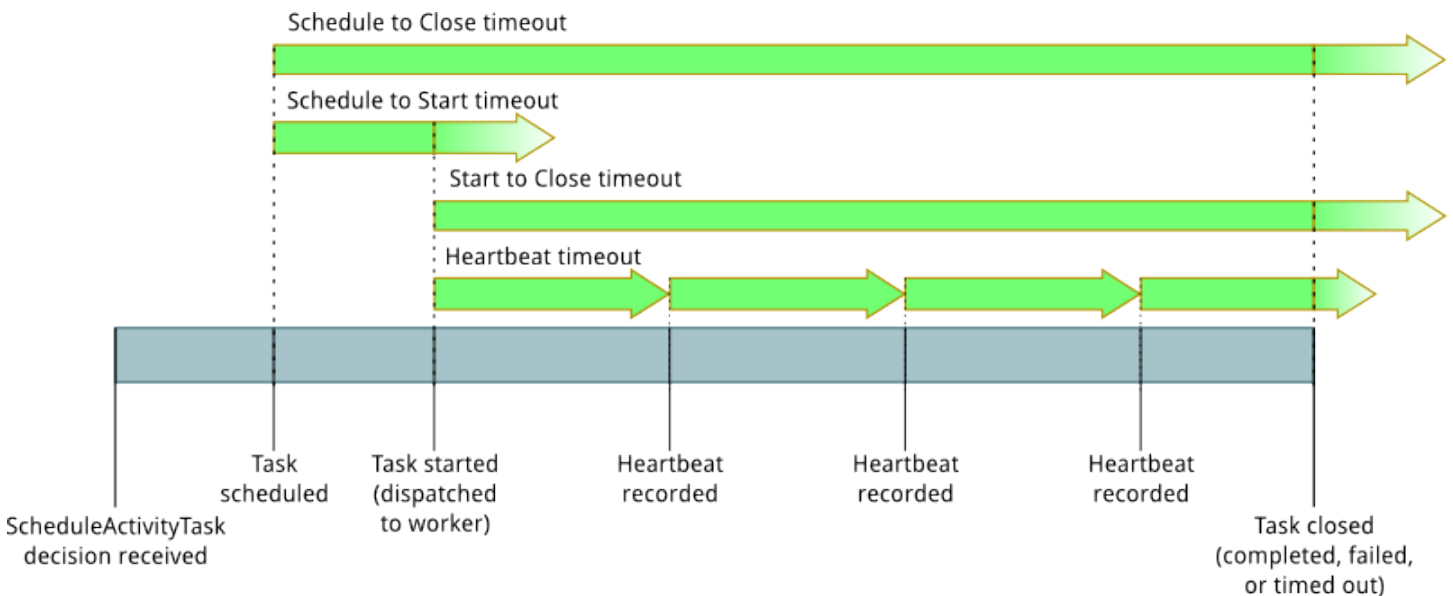 Schedule to Close timeout
Schedule to Start timeout
Start to Close timeout
Heartbeat timeout
Task
scheduled
Task started
(dispatched
to worker)
Heartbeat
recorded
Heartbeat
recorded
Heartbeat
recorded
ScheduleActivityTask
decision received
Task closed
(completed, failed,
or timed out)